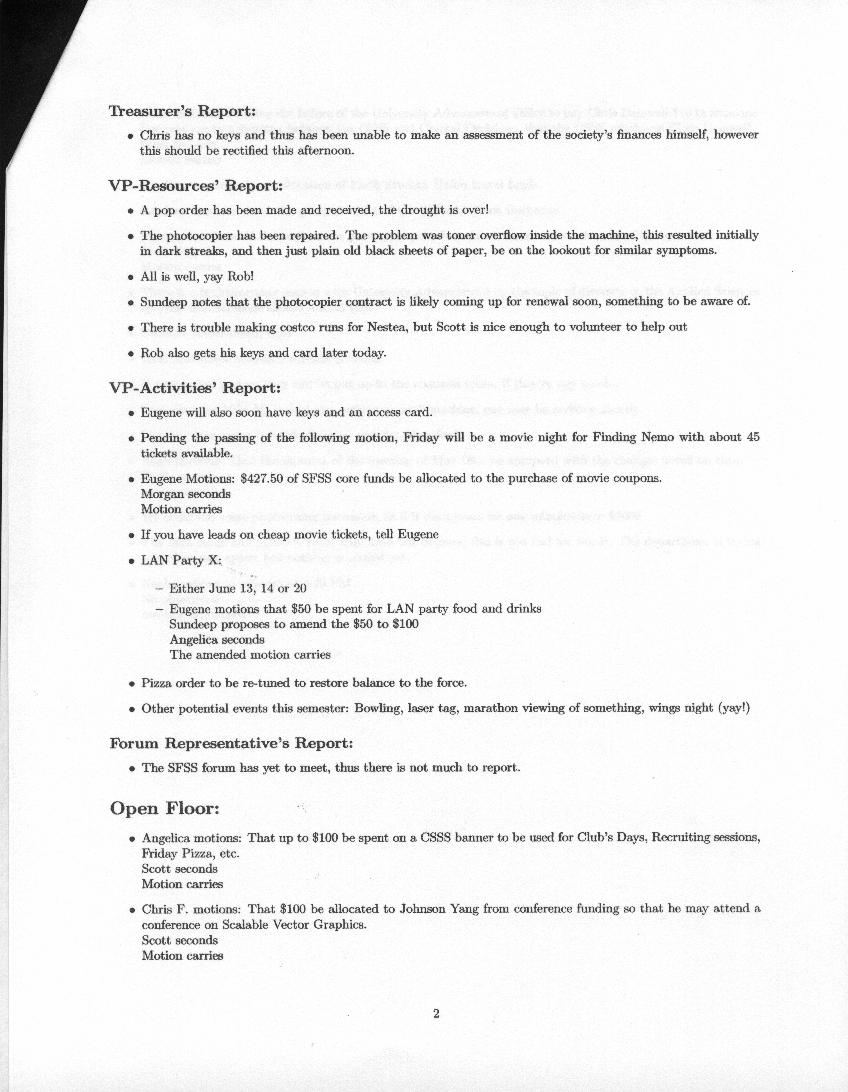 Treasurer's Report:
• Chris has no keys and thus has been unable to make an assessment of the society's finances himself, however
this should be rectified this afternoon.
VP-Resources' Report:
• A pop order has been made and received, the drought is over!
• The photocopier has been repaired. The problem was toner overflow inside the machine, this resulted initially
in dark streaks, and then just plain old black sheets of paper, be on the lookout for similar symptoms.
• All is well, yay Rob!
• Sundeep notes that the photocopier contract is likely coming up for renewal soon, something to be aware of.
• There is trouble making costco runs for Nestea, but Scott is nice enough to volunteer to help out
• Rob also gets his keys and card later today.
VP-Activities' Report:
• Eugene will also soon have keys and an access card.
• Pending the passing of the following motion, Friday will be a movie night for Finding Nemo with about 45
tickets available.
• Eugene Motions: $427.50 of SFSS core funds be allocated to the purchase of movie coupons.
Morgan seconds
Motion carries
• If you have leads on cheap movie tickets, tell Eugene
• LAN Party X:
– Either June 13, 14 or 20
– Eugene motions that $50 be spent for LAN party food and drinks
Sundeep proposes to amend the $50 to $100
Angelica seconds
The amended motion carries
• Pizza order to be re-tuned to restore balance to the force.
• Other potential events this semester: Bowling, laser tag, marathon viewing of something, wings night (yay!)
Forum Representative's Report:
• The SFSS forum has yet to meet, thus there is not much to report.
Open Floor:
• Angelica motions: That up to $100 be spent on a CSSS banner to be used for Club's Days, Recruiting sessions,
Friday Pizza, etc.
Scott seconds
Motion carries
• Chris F. motions: That $100 be allocated to Johnson Yang from conference funding so that he may attend a
conference on Scalable Vector Graphics.
Scott seconds
Motion carries
2